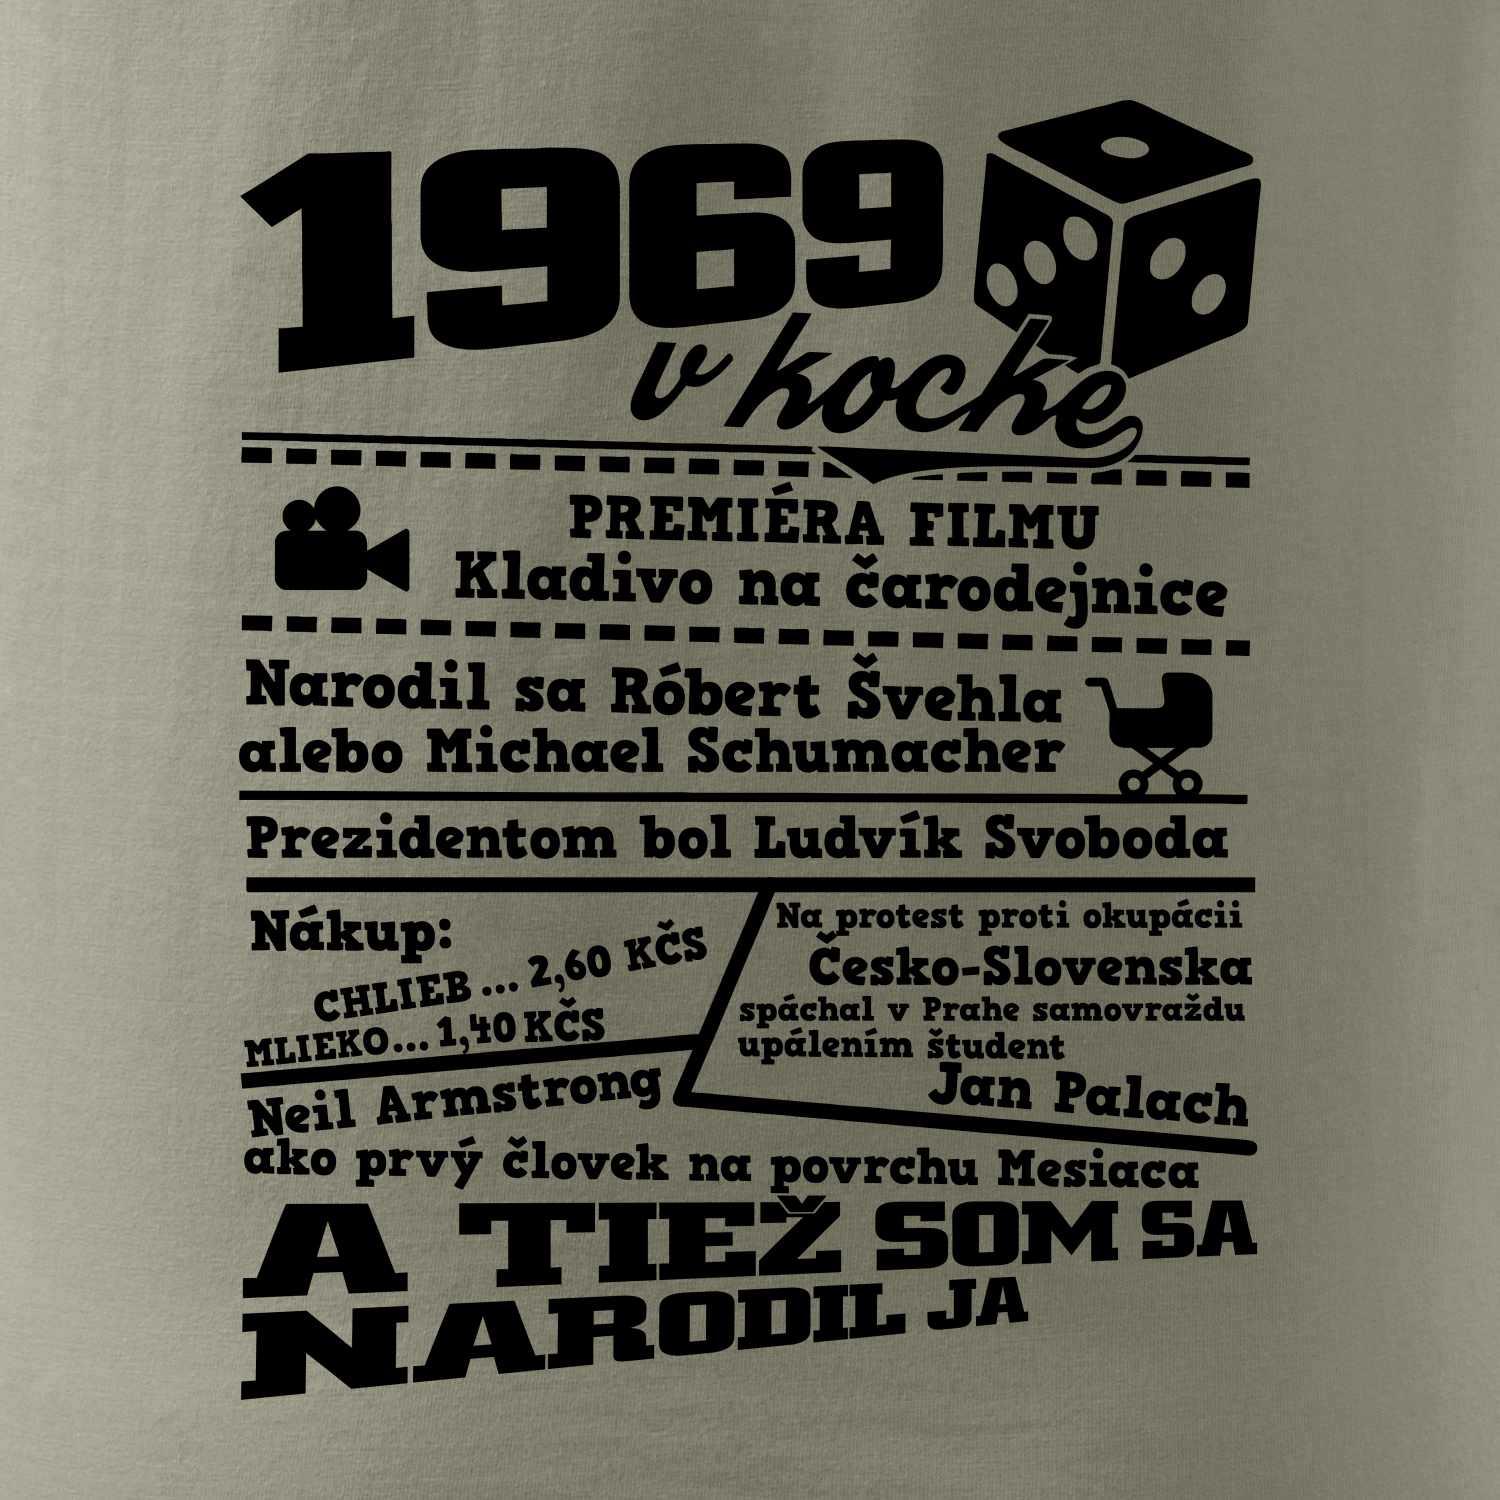 1969
v kocke
PREMIÉRA FILMU
Kladivo na čarodejnice
Narodil sa Róbert Švehla
alebo Michael Schumacher
Prezidentom bol Ludvík Svoboda
Nákup:
CHLIEB... 2,60 KČS
MLIEKO... 1,40 KČS
Na protest proti okupácii
Česko-Slovenska
spáchal v Prahe samovraždu
upálením študent
Jan Palach
Neil Armstrong
ako prvý človek na povrchu Mesiaca
A TIEŽ SOM SA
NARODIL JA